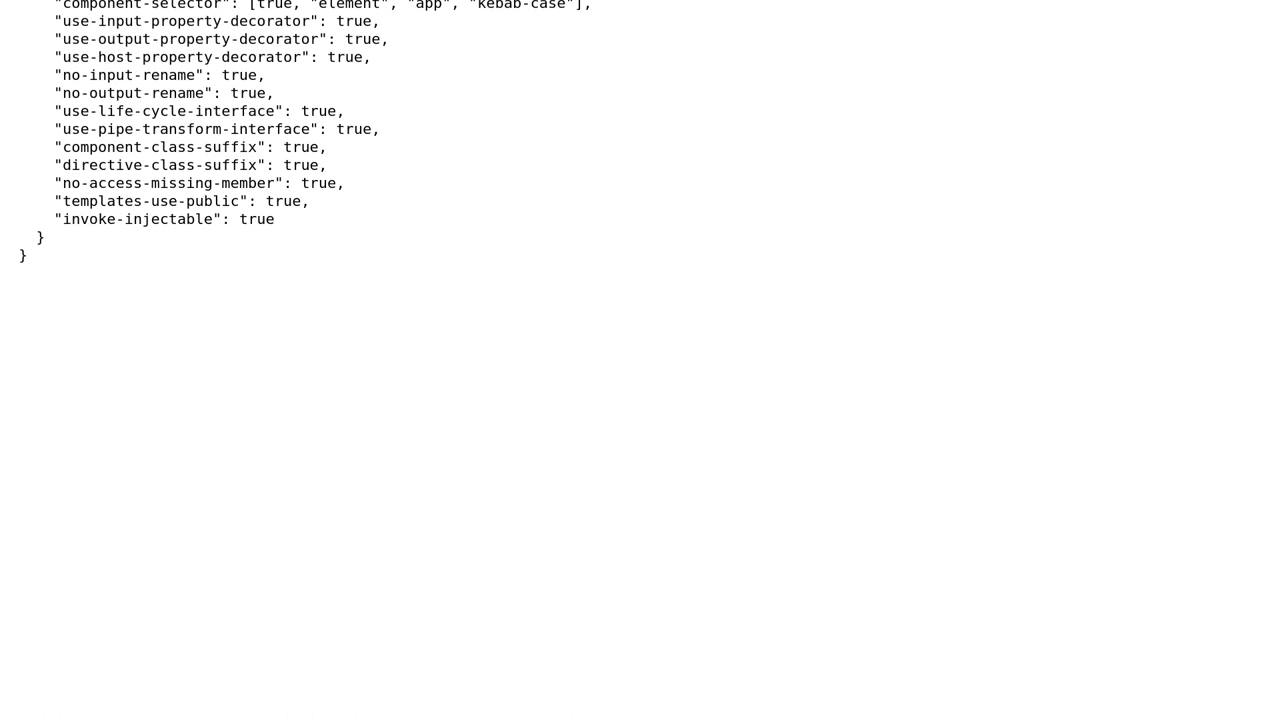 "component-selector": [true, "element", "app", "kebab-case"],
"use-input-property-decorator": true,
"use-output-property-decorator": true,
"use-host-property-decorator": true,
"no-input-rename": true,
"no-output-rename": true,
"use-life-cycle-interface": true,
"use-pipe-transform-interface": true,
"component-class-suffix": true,
"directive-class-suffix": true,
"no-access-missing-member": true,
"templates-use-public": true,
"invoke-injectable": true
}
}